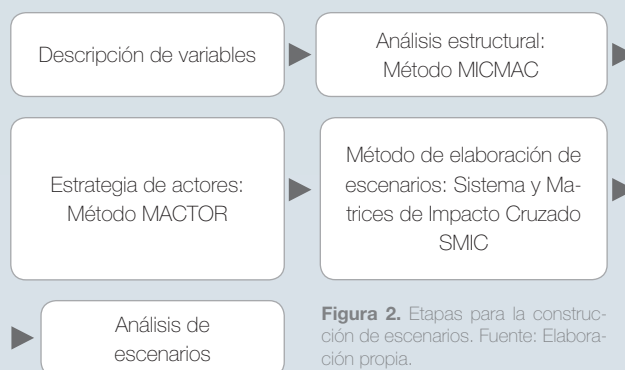 Descripción de variables
Análisis estructural:
Método MICMAC
Estrategia de actores:
Método MACTOR
Método de elaboración de
escenarios: Sistema y Ma-
trices de Impacto Cruzado
SMIC
Análisis de
escenarios
Figura 2. Etapas para la construc-
ción de escenarios. Fuente: Elabora-
ción propia.